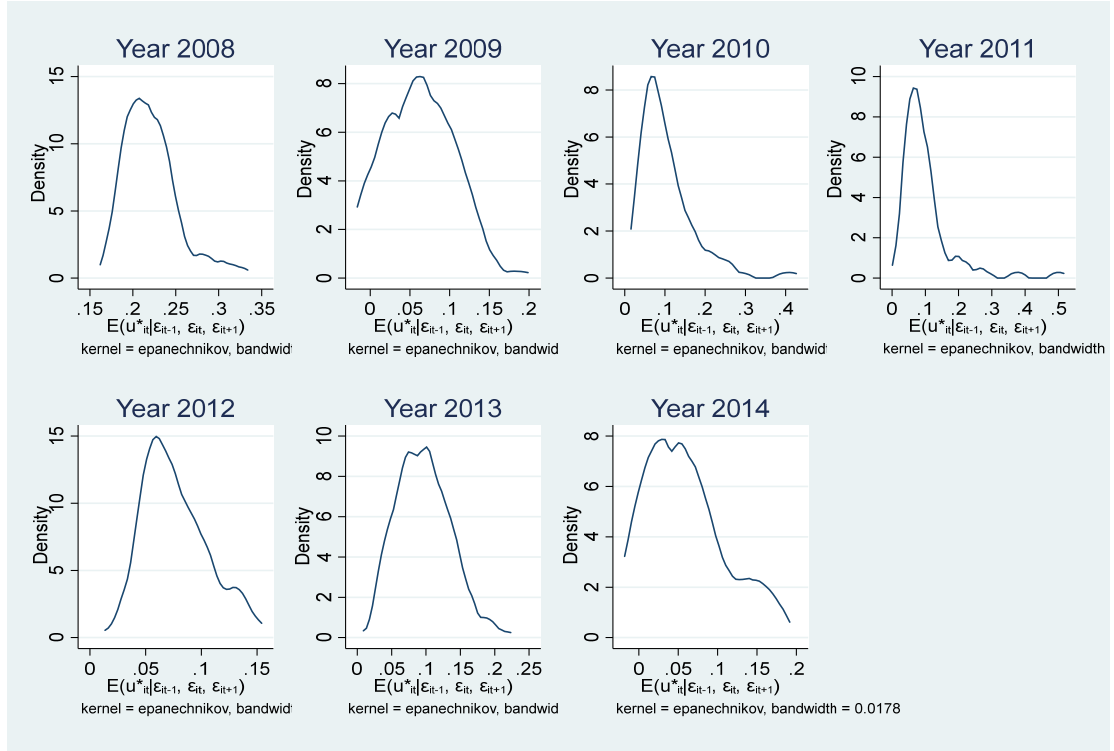 Year 2008
Density
15
10
5
0
.15 .2 .25 .3 .35
E(u*it|εit-1, εit, εit+1)
kernel = epanechnikov, bandwidt
Year 2009
Density
8
6
4
2
0
0 .05 .1 .15 .2
E(u*it|εit-1, εit, εit+1)
kernel = epanechnikov, bandwid
Year 2010
Density
8
6
4
2
0
0 .1 .2 .3 .4
E(u*it|εit-1, εit, εit+1)
kernel = epanechnikov, bandwidt
Year 2011
Density
10
8
6
4
2
0
0 .1 .2 .3 .4 .5
E(u*it|εit-1, εit, εit+1)
kernel = epanechnikov, bandwidth
Year 2012
Density
15
10
5
0
0 .05 .1 .15
E(u*it|εit-1, εit, εit+1)
kernel = epanechnikov, bandwidt
Year 2013
Density
10
8
6
4
2
0
0 .05 .1 .15 .2 .25
E(u*it|εit-1, εit, εit+1)
kernel = epanechnikov, bandwid
Year 2014
Density
8
6
4
2
0
0 .05 .1 .15 .2
E(u*it|εit-1, εit, εit+1)
kernel = epanechnikov, bandwidth = 0.0178